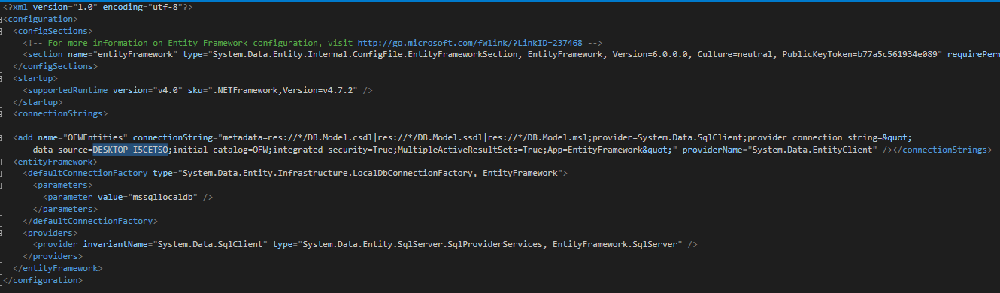 <?xml version="1.0" encoding="utf-8"?>
<configuration>
<configSections>
<!-- For more information on Entity Framework configuration, visit http://go.microsoft.com/fwlink/?LinkID=237468 -->
<section name="entityFramework" type="System.Data.Entity.Internal.ConfigFile.EntityFrameworkSection, EntityFramework, Version=6.0.0.0, Culture=neutral, PublicKeyToken=b77a5c561934e089" requirePerm
</configSections>
<startup>
<supportedRuntime version="v4.0" sku=".NETFramework,Version=v4.7.2" />
</startup>
<connectionStrings>
<add name="OFWEntities" connectionString="metadata=res://*/DB.Model.csdl|res://*/DB.Model.ssdl|res://*/DB.Model.msl;provider=System.Data.SqlClient;provider connection string=&quot;
data source=DESKTOP-I5CETSO;initial catalog=OFW;integrated security=True;MultipleActiveResultSets=True;App=EntityFramework&quot;" providerName="System.Data.EntityClient" /></connectionStrings>
<entityFramework>
<defaultConnectionFactory type="System.Data.Entity.Infrastructure.LocalDbConnectionFactory, EntityFramework">
<parameters>
<parameter value="mssqllocaldb" />
</parameters>
</defaultConnectionFactory>
<providers>
<provider invariantName="System.Data.SqlClient" type="System.Data.Entity.SqlServer.SqlProviderServices, EntityFramework.SqlServer" />
</providers>
</entityFramework>
</configuration>